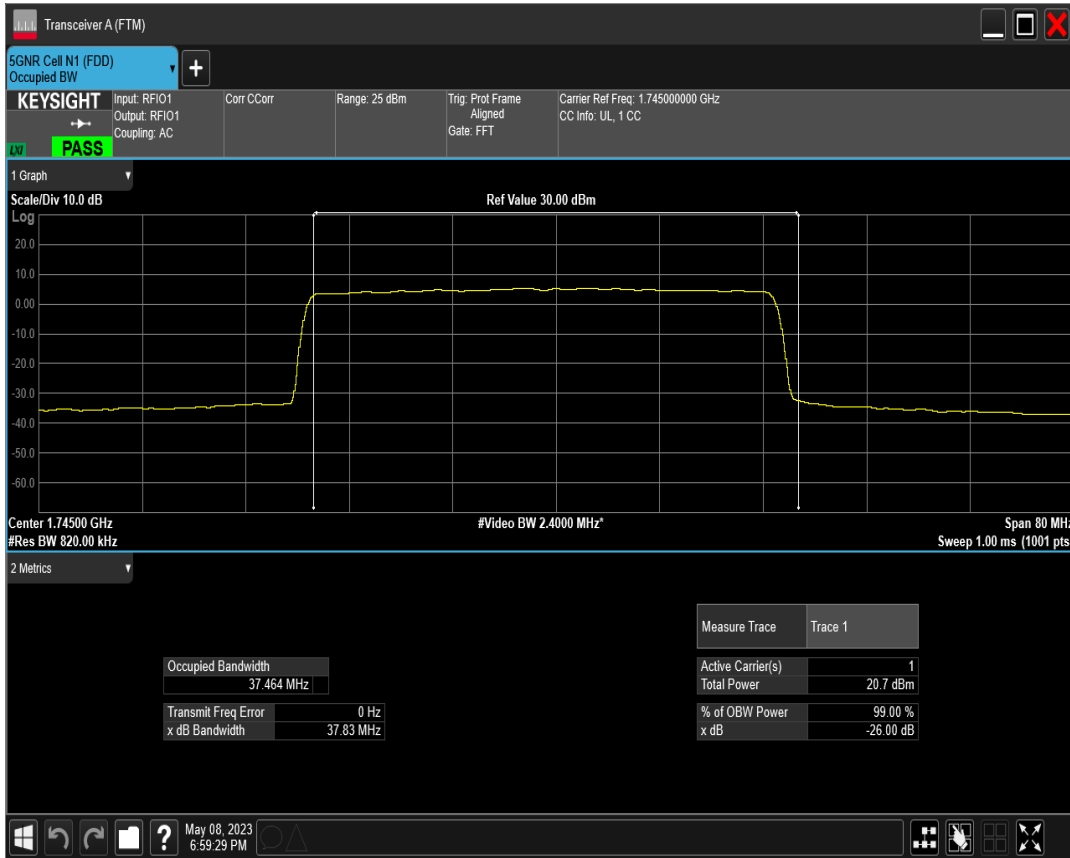 Transceiver A (FTM)
5GNR Cell N1 (FDD)
Occupied BW
KEYSIGHT
LXI
PASS
Input: RFIO1
Output: RFIO1
Coupling: AC
Corr CCorr
Range: 25 dBm
Trig: Prot Frame
Aligned
Gate: FFT
Carrier Ref Freq: 1.745000000 GHz
CC Info: UL, 1 CC
1 Graph
Scale/Div 10.0 dB
Ref Value 30.00 dBm
Log
20.0
10.0
0.00
-10.0
-20.0
-30.0
-40.0
-50.0
-60.0
Center 1.74500 GHz
#Video BW 2.4000 MHz*
Span 80 MHz
#Res BW 820.00 kHz
Sweep 1.00 ms (1001 pts
2 Metrics
Measure Trace Trace 1
Occupied Bandwidth
37.464 MHz
Active Carrier(s) 1
Total Power 20.7 dBm
Transmit Freq Error 0 Hz
x dB Bandwidth 37.83 MHz
% of OBW Power 99.00 %
x dB -26.00 dB
?
May 08, 2023
6:59:29 PM